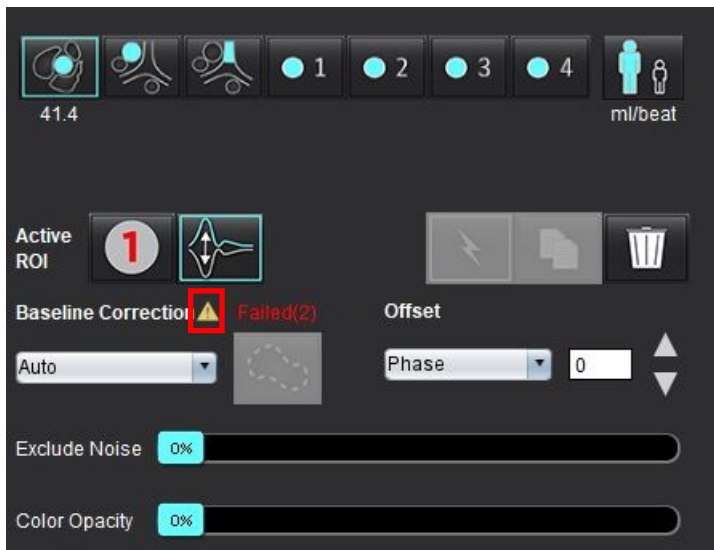 1 2 3 4
41.4 ml/beat
Active
ROI
1
Baseline Correction Failed(2) Offset
Auto Phase 0
Exclude Noise 0%
Color Opacity 0%